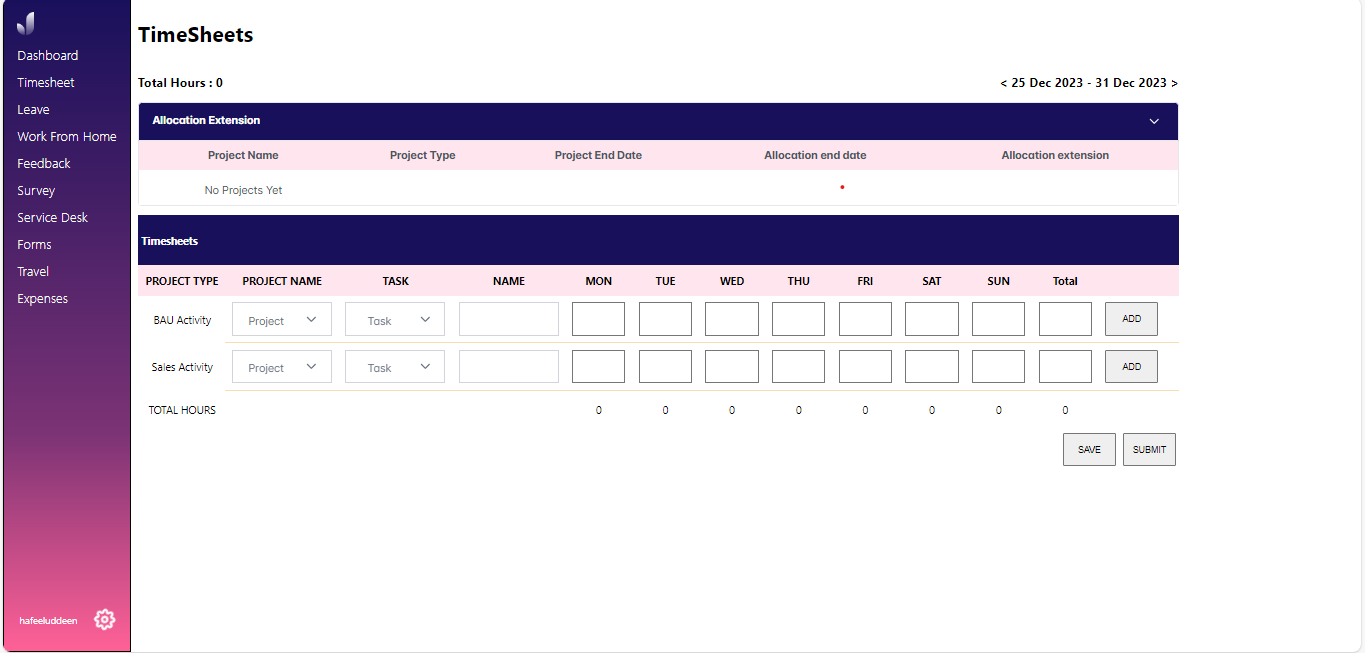 Dashboard
Timesheet
Leave
Work From Home
Feedback
Survey
Service Desk
Forms
Travel
Expenses
hafeeluddeen
TimeSheets
Total Hours : 0
< 25 Dec 2023 - 31 Dec 2023 >
Allocation Extension
Project Name Project Type Project End Date Allocation end date Allocation extension
No Projects Yet
Timesheets
PROJECT TYPE PROJECT NAME TASK NAME MON TUE WED THU FRI SAT SUN Total
BAU Activity Project Task ADD
Sales Activity Project Task ADD
TOTAL HOURS 0 0 0 0 0 0 0 0
SAVE SUBMIT